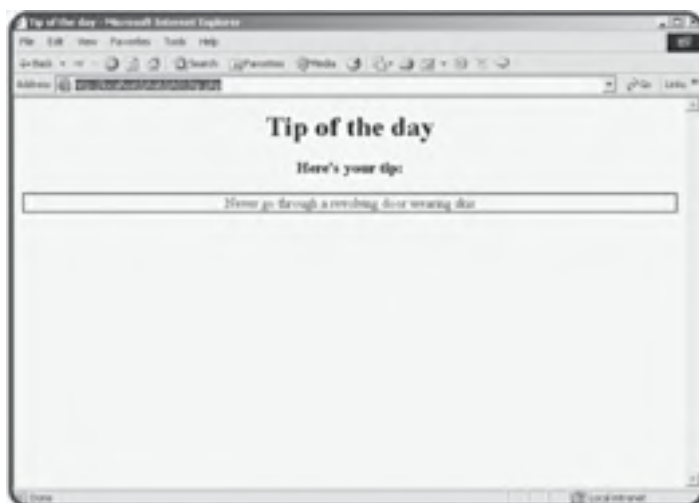 Tip of the day - Microsoft Internet Explorer
File Edit View Favorites Tools Help
Back Search Favorites Media
Address Go Links
Tip of the day
Here's your tip:
Never go through a revolving door wearing skis
Done Local intranet